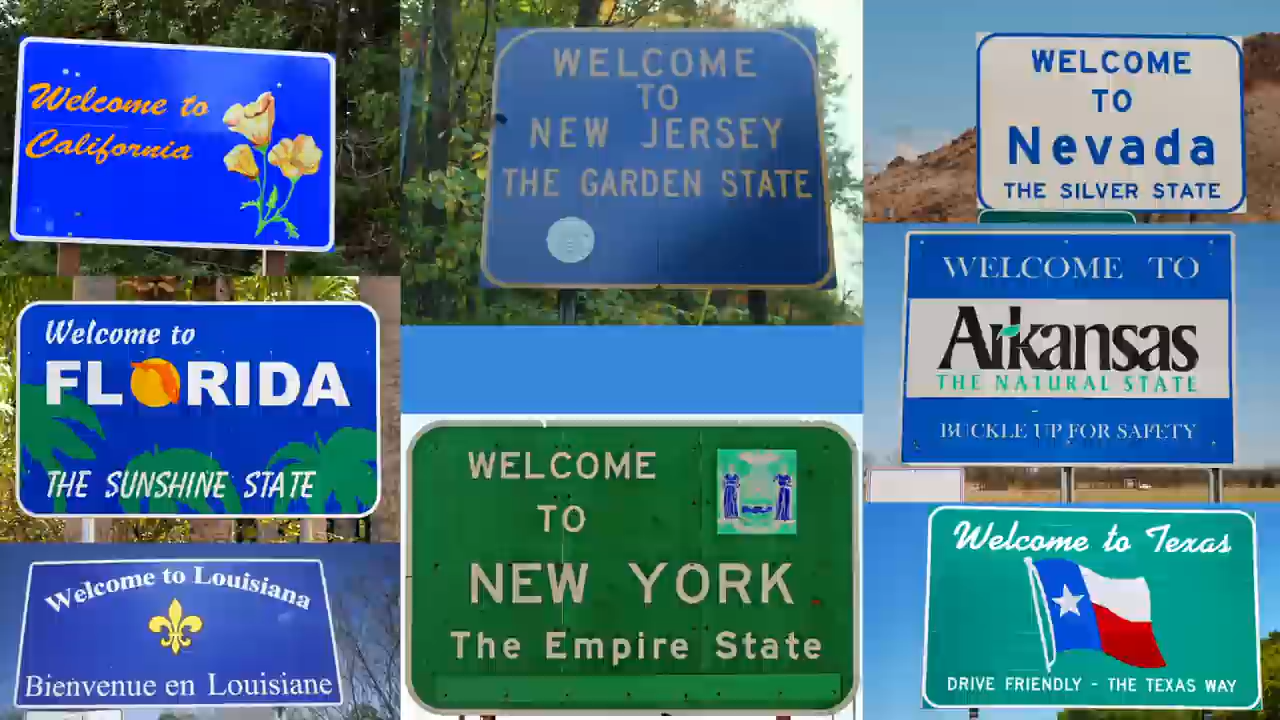 Welcome to
California
WELCOME
TO
NEW JERSEY
THE GARDEN STATE
WELCOME
TO
Nevada
THE SILVER STATE
Welcome to
FLORIDA
THE SUNSHINE STATE
WELCOME TO
Arkansas
THE NATURAL STATE
BUCKLE UP FOR SAFETY
WELCOME
TO
NEW YORK
The Empire State
Welcome to Louisiana
Bienvenue en Louisiane
Welcome to Texas
DRIVE FRIENDLY - THE TEXAS WAY